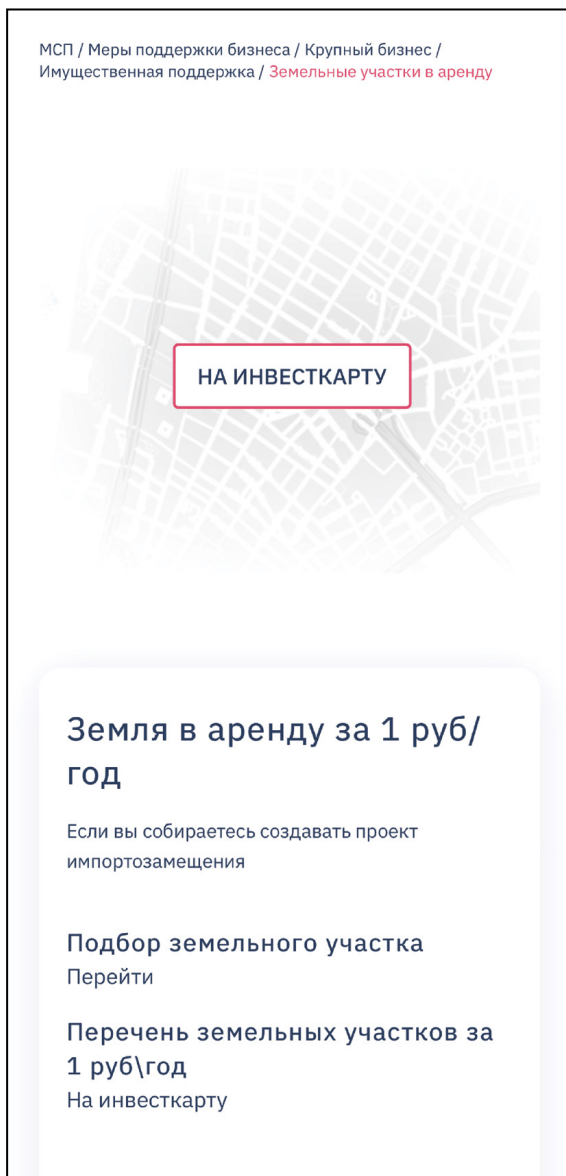 МСП / Меры поддержки бизнеса / Крупный бизнес /
Имущественная поддержка / Земельные участки в аренду
НА ИНВЕСТКАРТУ
Земля в аренду за 1 руб/
год
Если вы собираетесь создавать проект
импортозамещения
Подбор земельного участка
Перейти
Перечень земельных участков за
1 руб\год
На инвесткарту